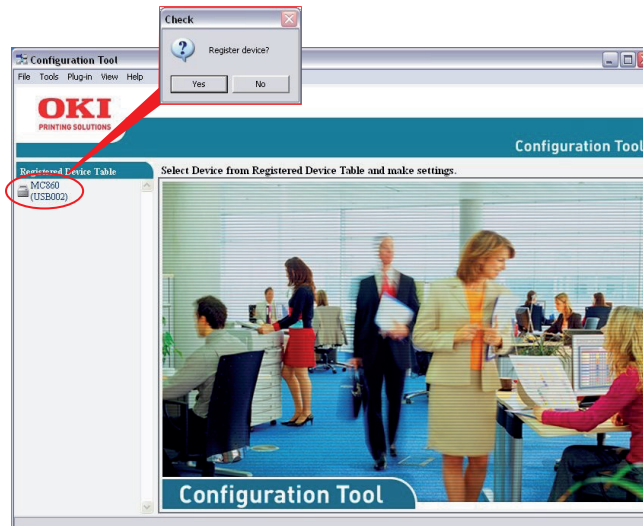 Check
Register device?
Yes No
Configuration Tool
File Tools Plug-in View Help
OKI
PRINTING SOLUTIONS
Configuration Tool
Registered Device Table
Select Device from Registered Device Table and make settings.
MC860
(USB002)
Configuration Tool